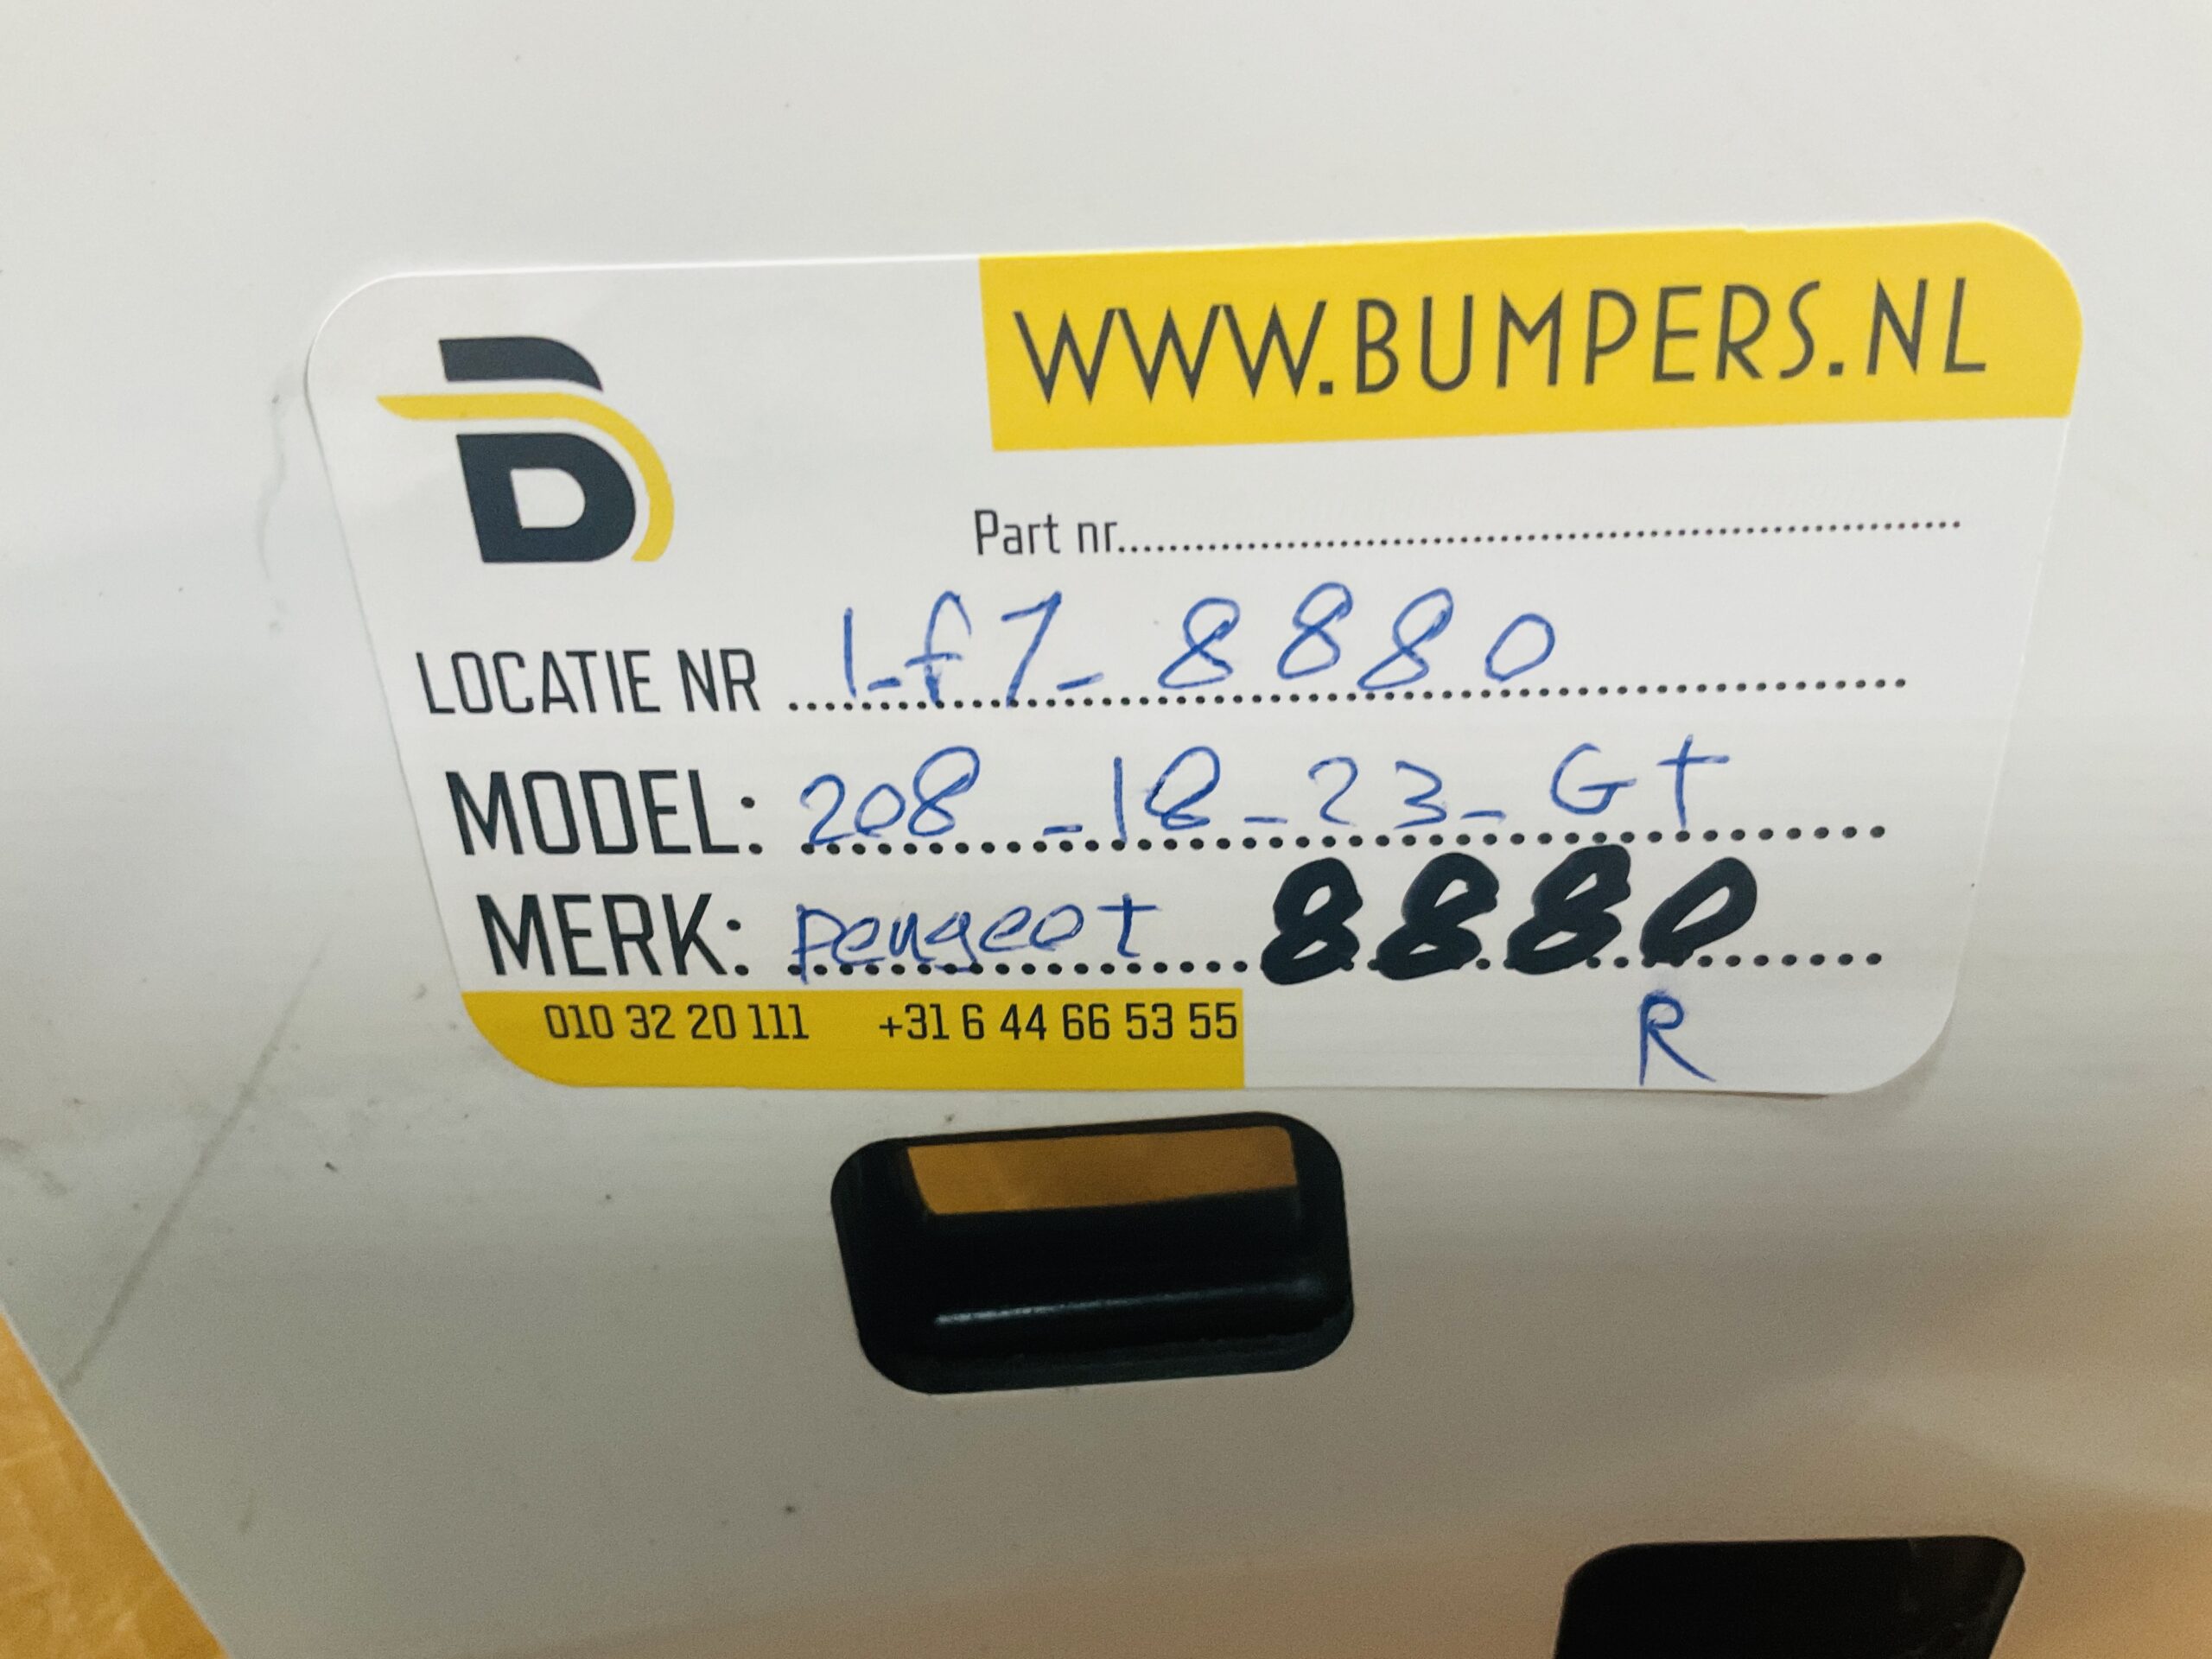 WWW.BUMPERS.NL
Part nr................................................................
LOCATIE NR 1-f7-8880
MODEL: 208-18-23-GT
MERK: peugeot 8880
010 32 20 111 +31 6 44 66 53 55
R